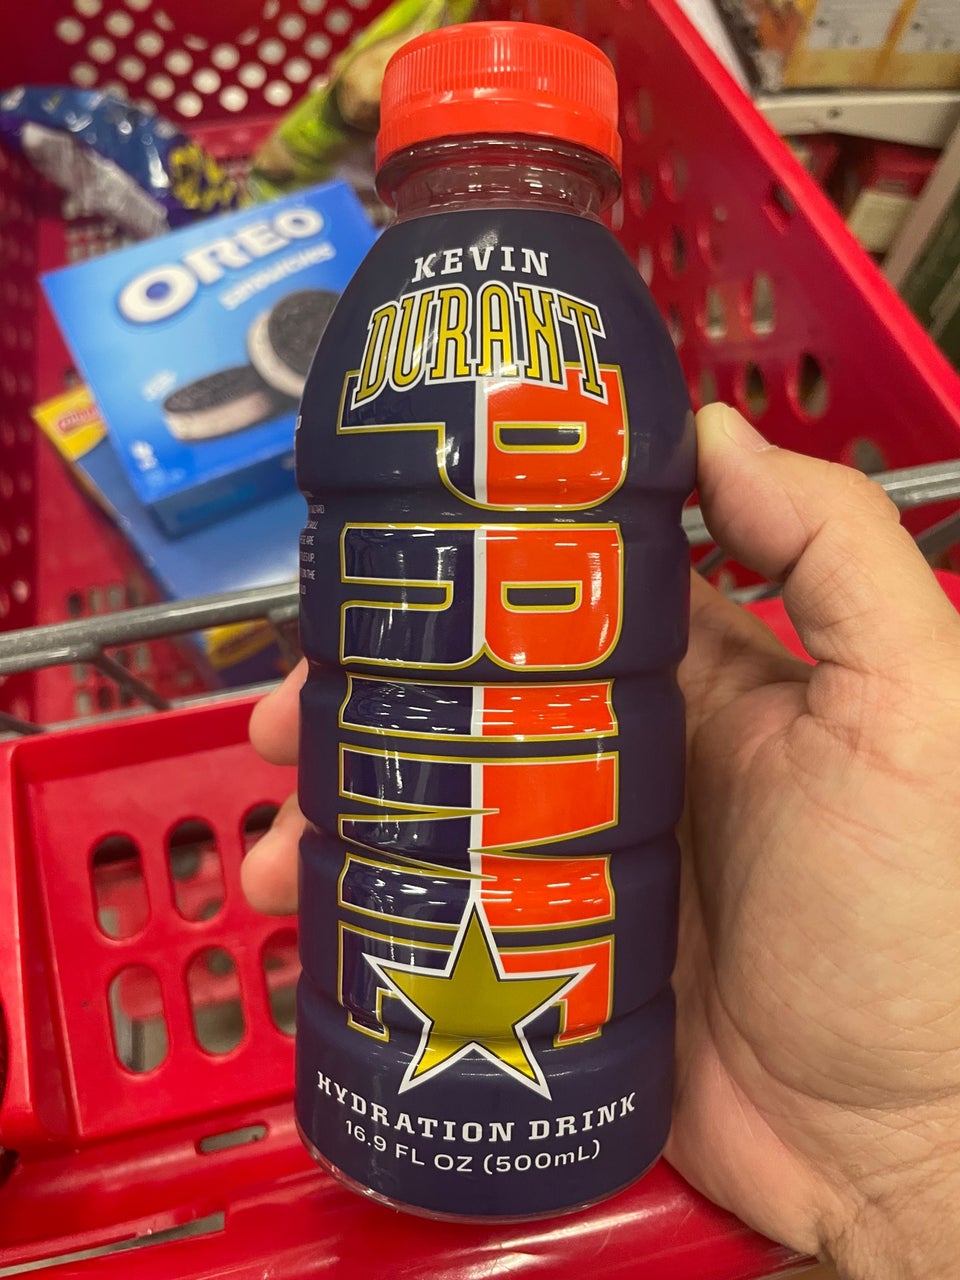 OREO
KEVIN
DURANT
PRIME
HYDRATION DRINK
16.9 FL OZ (500mL)